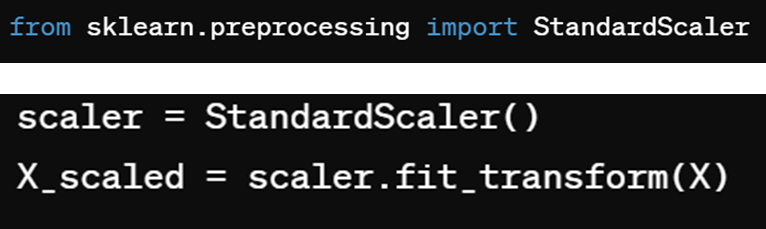 from sklearn.preprocessing import StandardScaler
scaler = StandardScaler()
X_scaled = scaler.fit_transform(X)